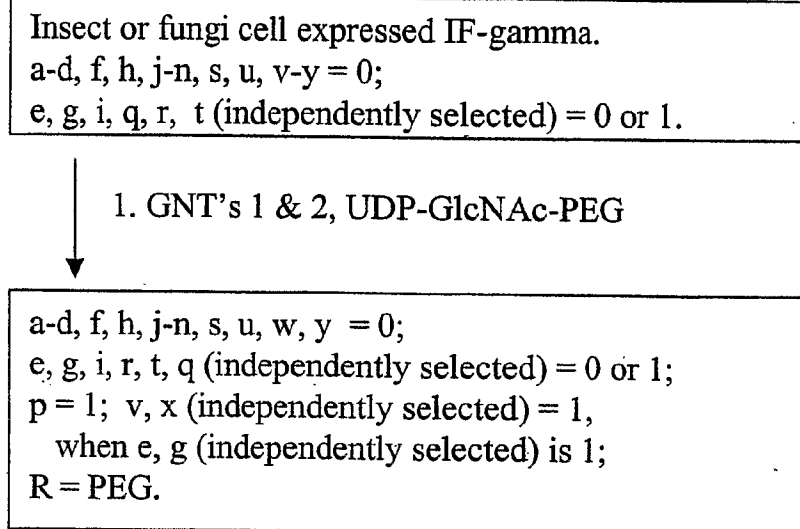 Insect or fungi cell expressed IF-gamma.
a-d, f, h, j-n, s, u, v-y = 0;
e, g, i, q, r, t (independently selected) = 0 or 1.
1. GNT's 1 & 2, UDP-GlcNAc-PEG
a-d, f, h, j-n, s, u, w, y = 0;
e, g, i, r, t, q (independently selected) = 0 or 1;
p = 1; v, x (independently selected) = 1,
when e, g (independently selected) is 1;
R = PEG.